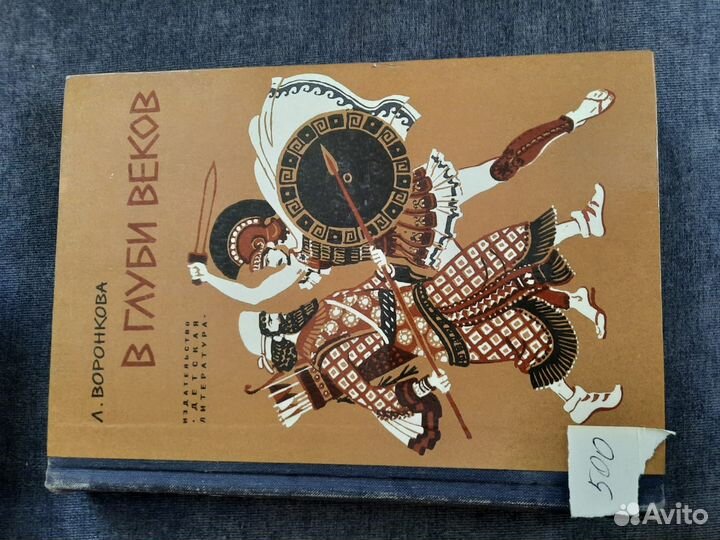 Л. ВОРОНКОВА
В ГЛУБИ ВЕКОВ
ИЗДАТЕЛЬСТВО
• ДЕТСКАЯ
ЛИТЕРАТУРА •
500
Avito